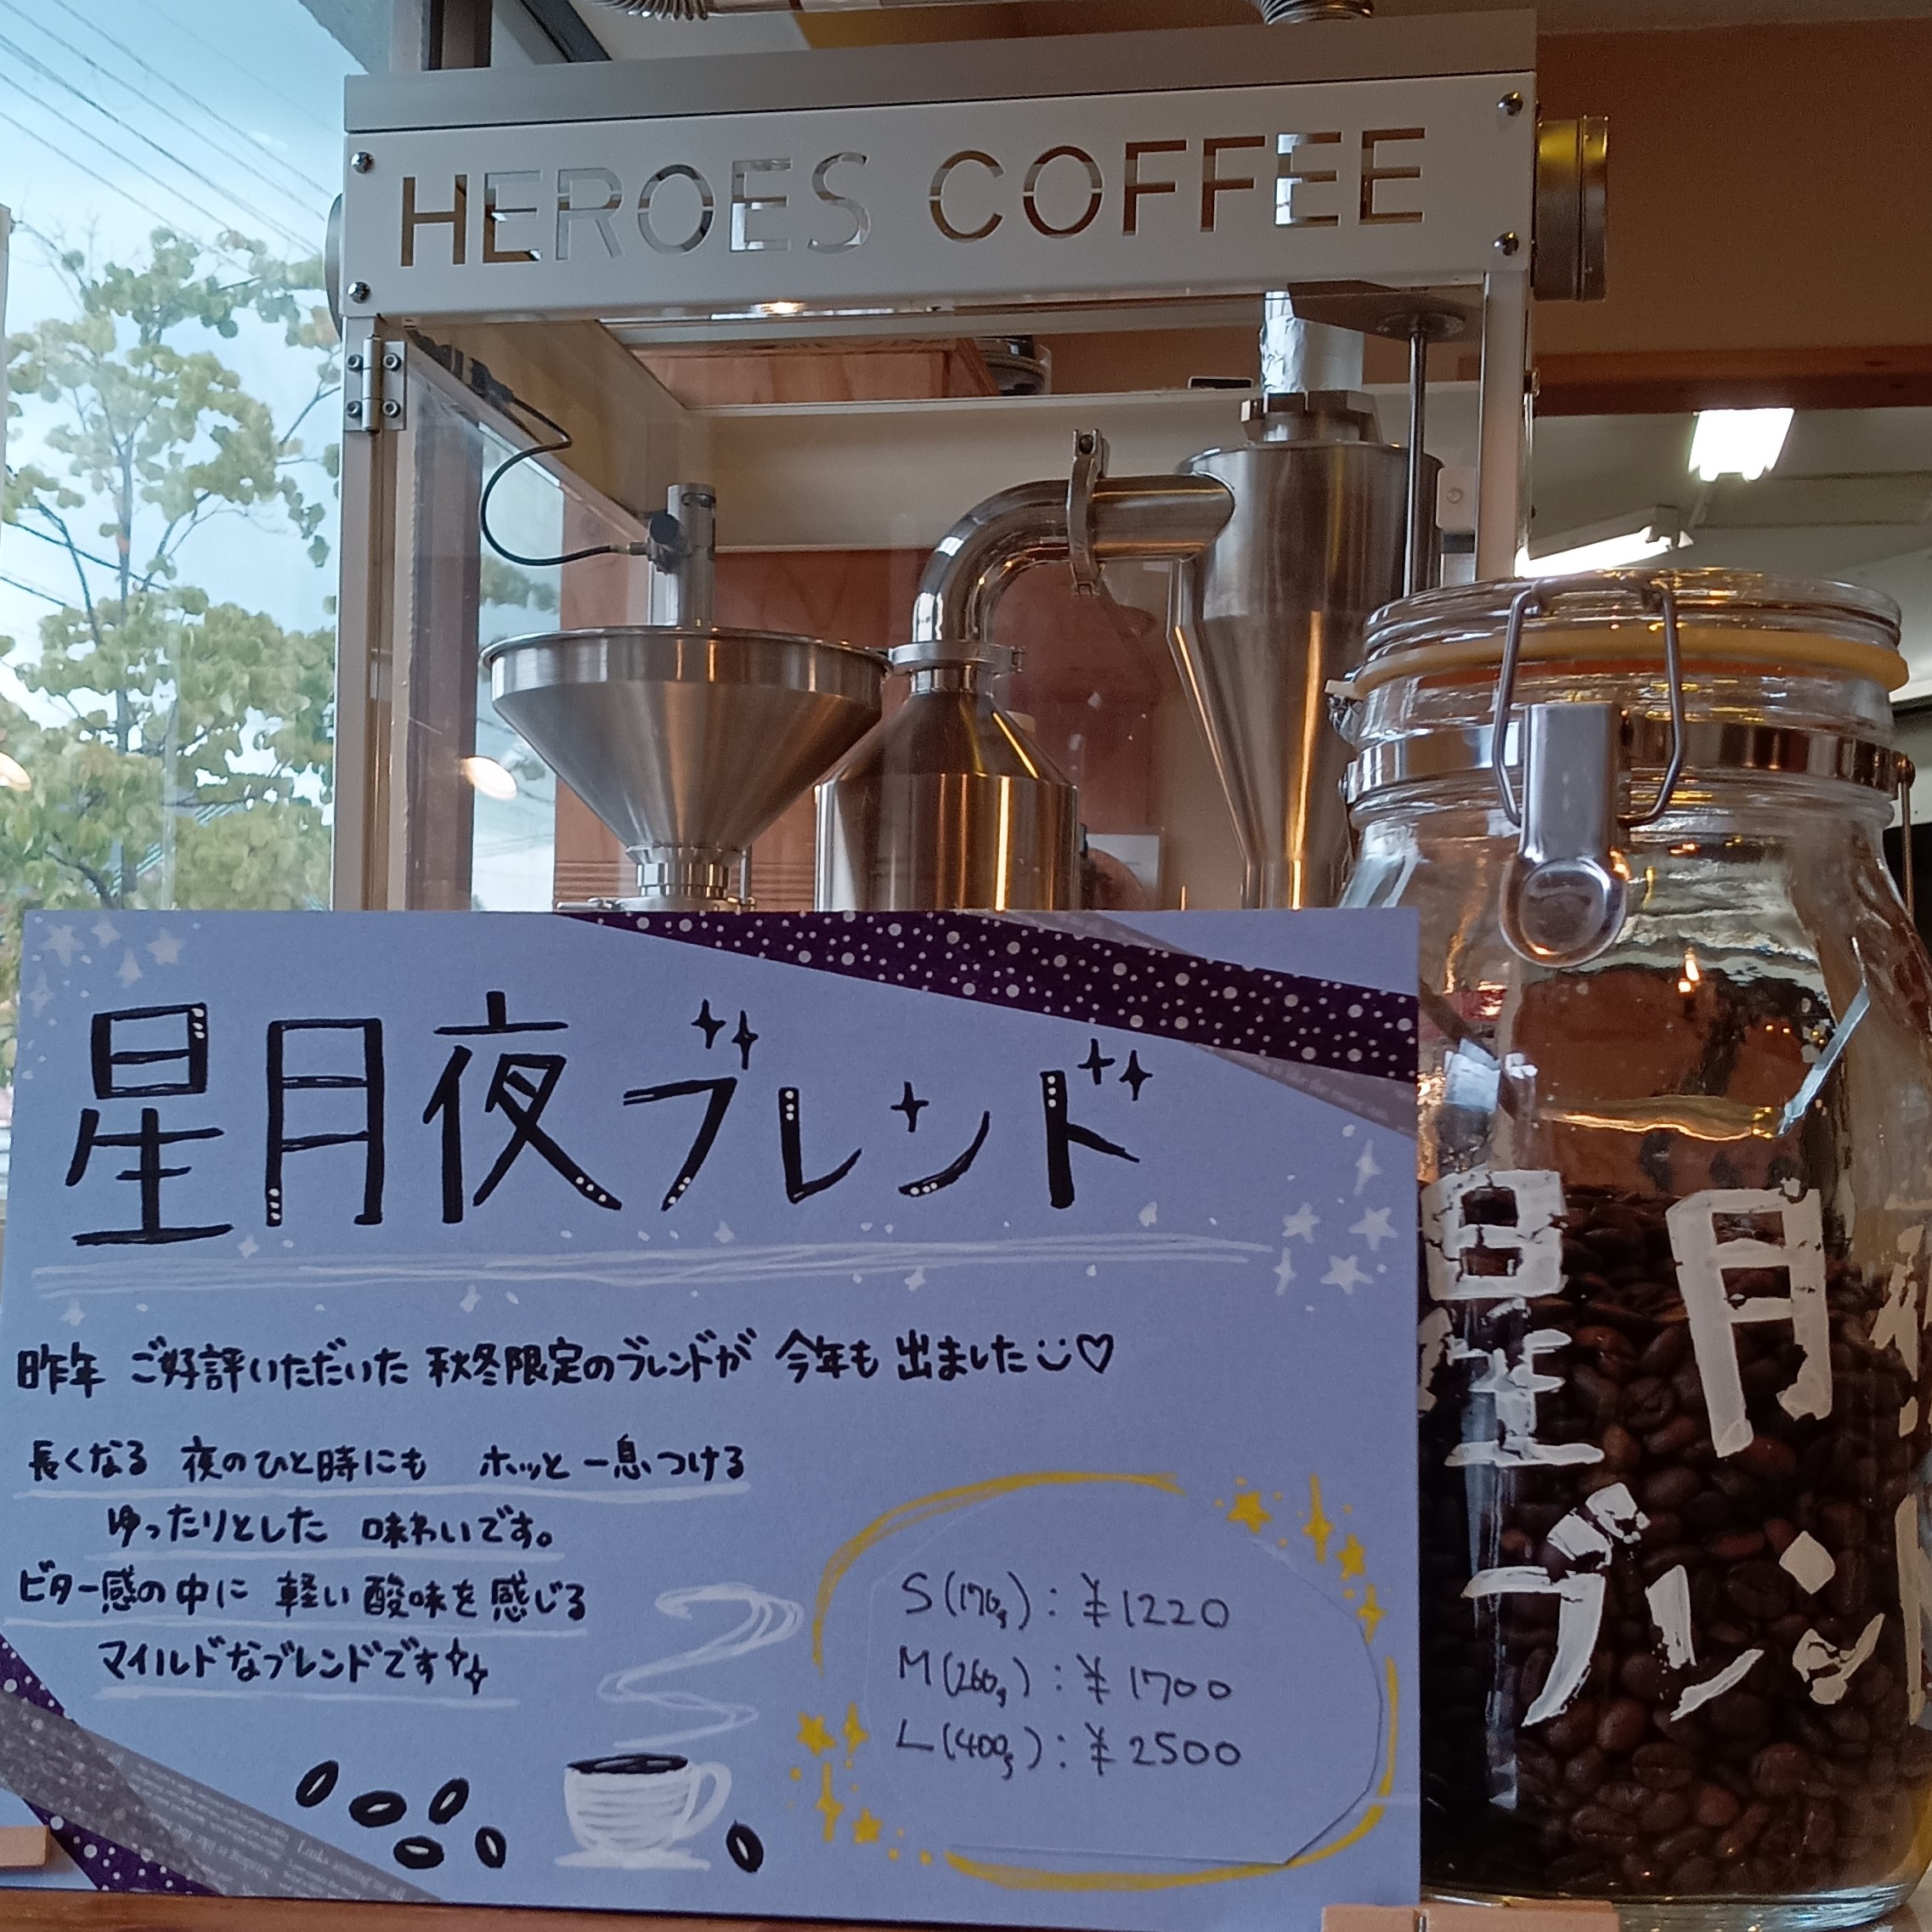 HEROES COFFEE
星月夜ブレンド
昨年 ご好評いただいた 秋冬限定のブレンドが 今年も 出ました
長くなる 夜のひと時にも ホッと一息つける
ゆったりとした 味わいです。
ビター感の中に 軽い酸味を感じる
マイルドなブレンドです
S(170g):¥1220
M(260g):¥1700
L(400g):¥2500
星月
ブレン